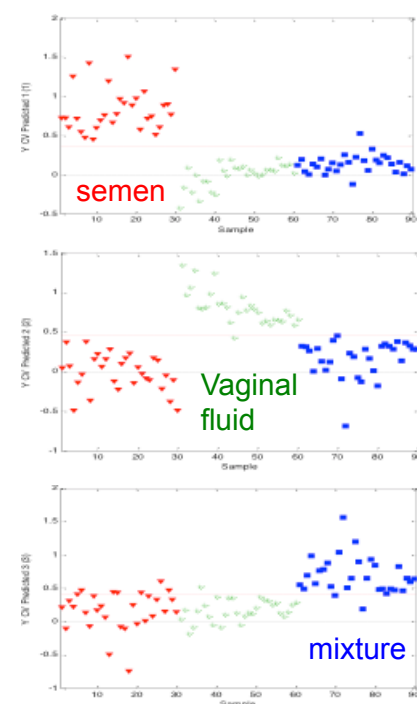 2
1.5
1
0.5
0
-0.5
Y CV Predicted 1 (1)
semen
10 20 30 40 50 60 70 80 90
Sample
1.5
1
0.5
0
-0.5
-1
Y CV Predicted 2 (2)
Vaginal
fluid
10 20 30 40 50 60 70 80 90
Sample
2
1.5
1
0.5
0
-0.5
-1
Y CV Predicted 3 (3)
mixture
10 20 30 40 50 60 70 80 90
Sample